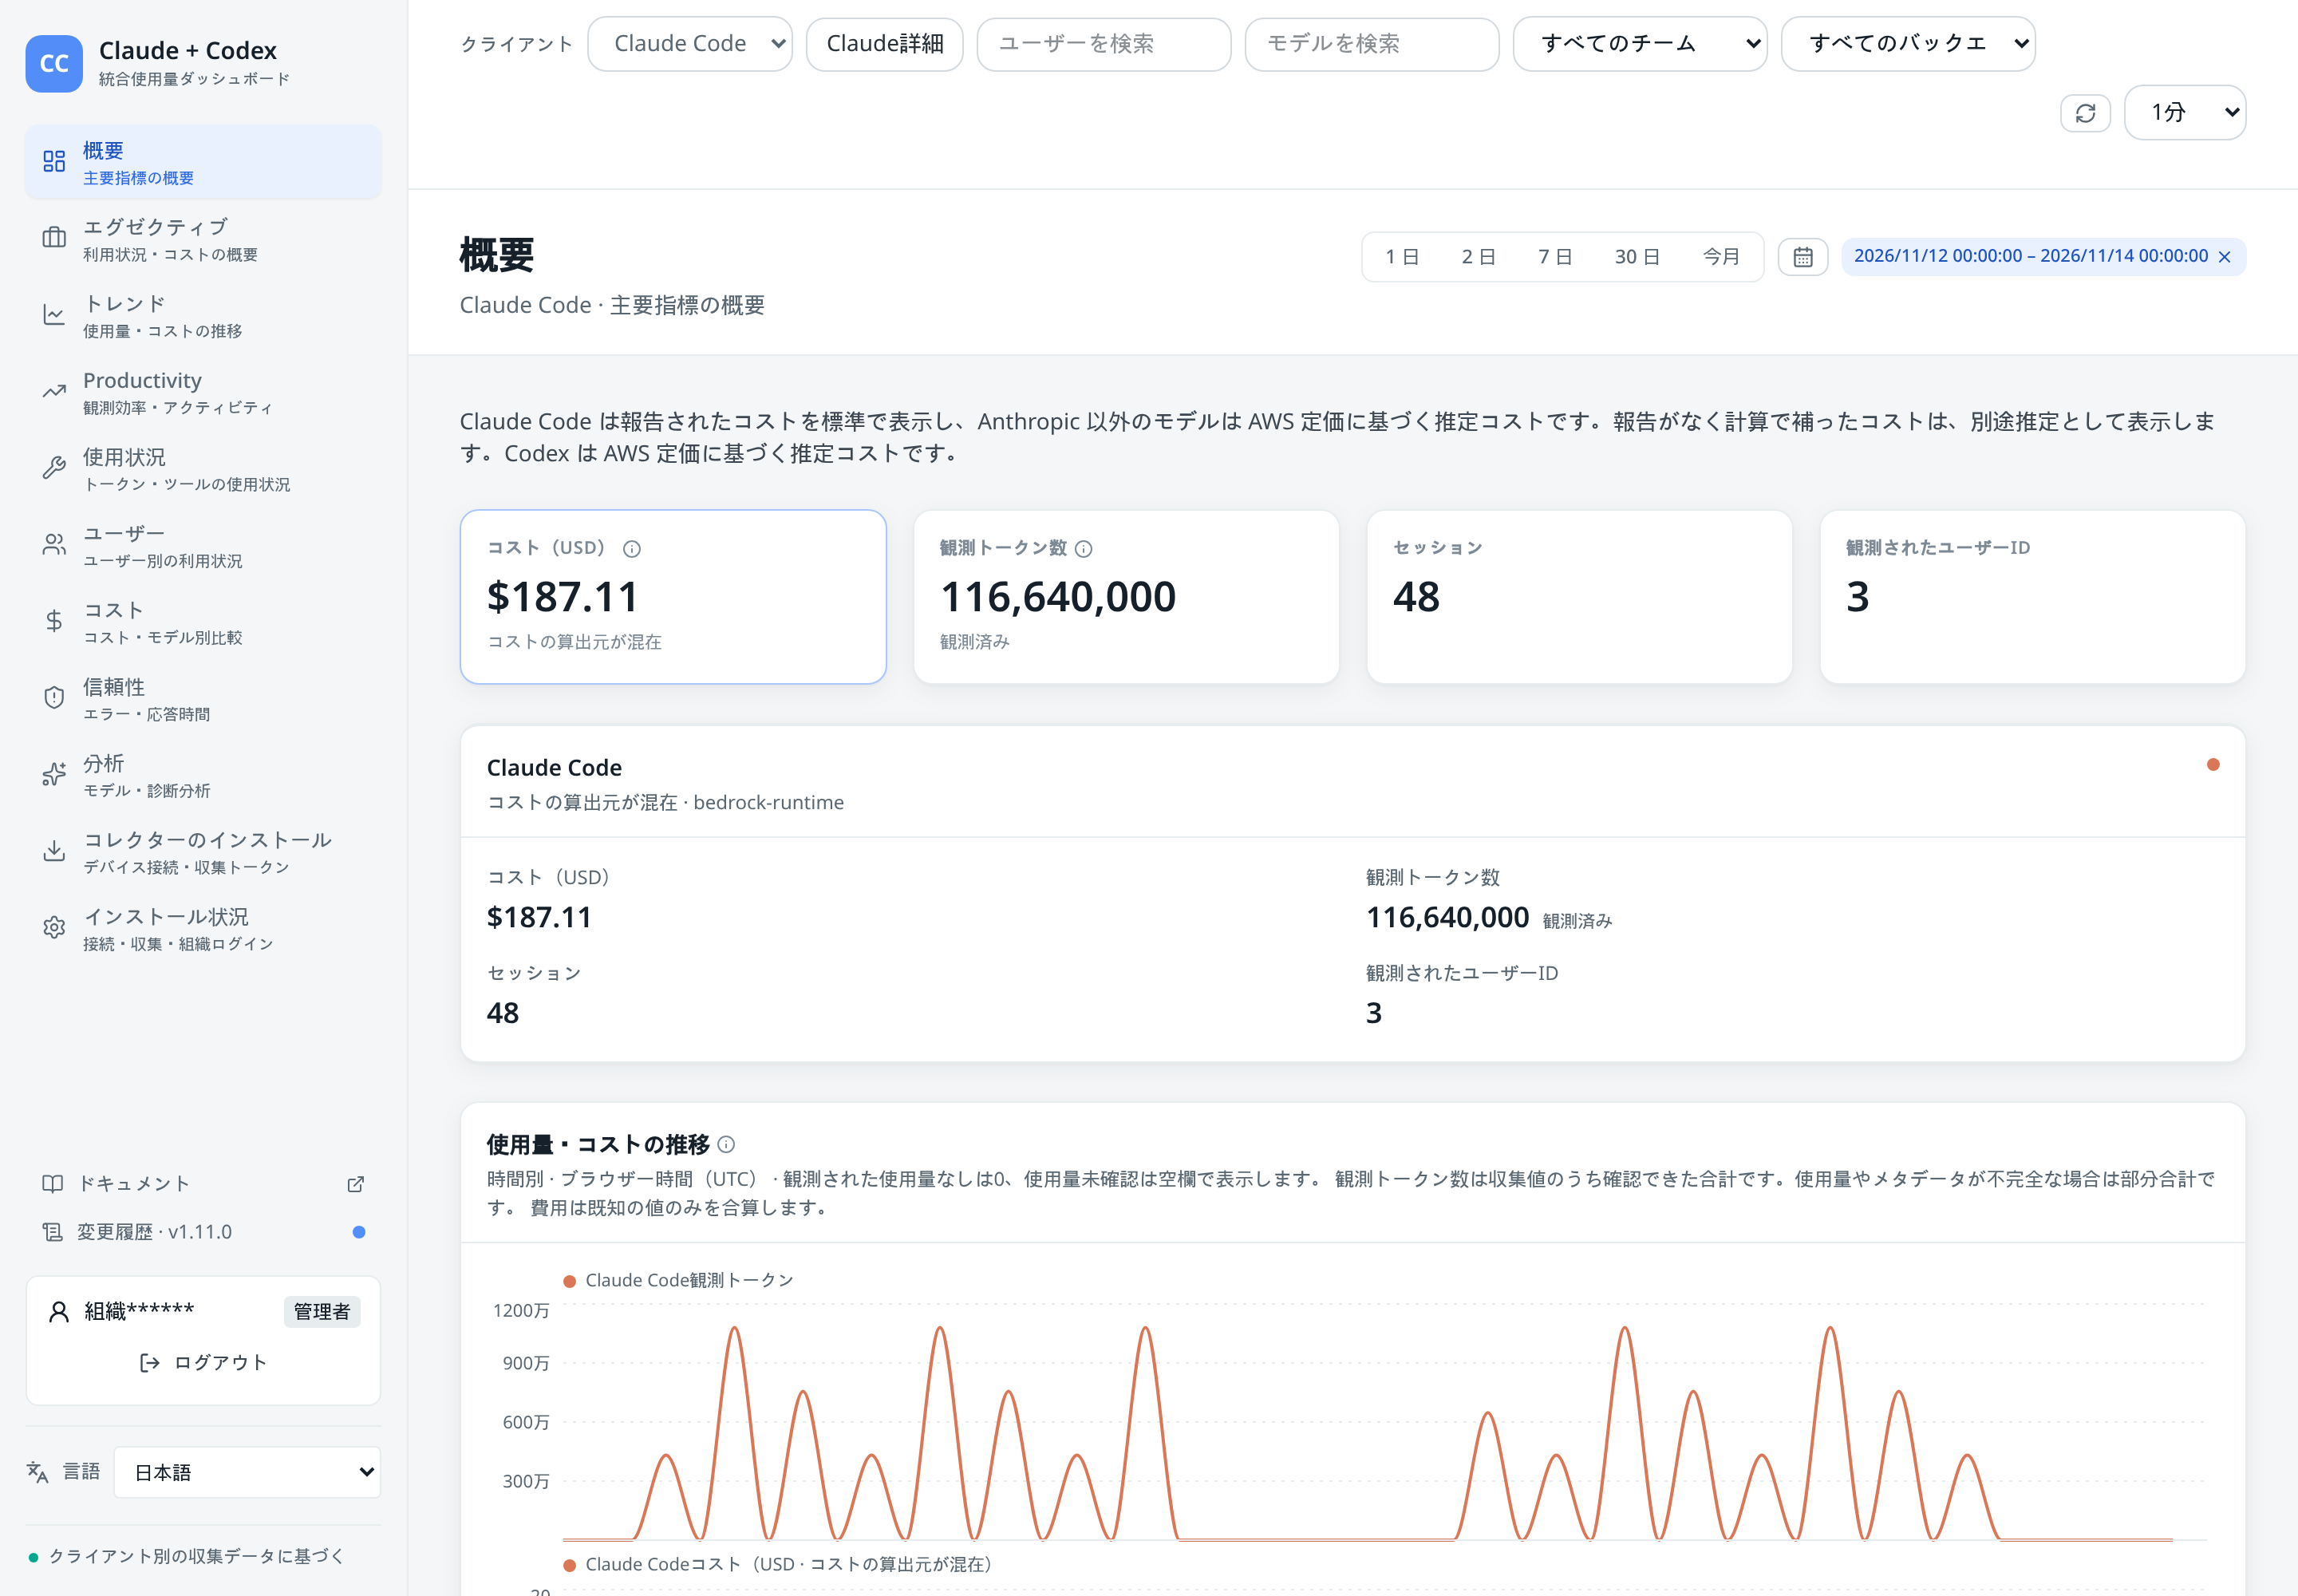 CC
Claude + Codex
統合使用量ダッシュボード
概要
主要指標の概要
エグゼクティブ
利用状況・コストの概要
トレンド
使用量・コストの推移
Productivity
観測効率・アクティビティ
使用状況
トークン・ツールの使用状況
ユーザー
ユーザー別の利用状況
コスト
コスト・モデル別比較
信頼性
エラー・応答時間
分析
モデル・診断分析
コレクターのインストール
デバイス接続・収集トークン
インストール状況
接続・収集・組織ログイン
ドキュメント
変更履歴 · v1.11.0
組織******
管理者
ログアウト
言語
日本語
クライアント別の収集データに基づく
クライアント
Claude Code
Claude詳細
ユーザーを検索
モデルを検索
すべてのチーム
すべてのバックエ
1分
概要
Claude Code · 主要指標の概要
1 日
2 日
7 日
30 日
今月
2026/11/12 00:00:00 – 2026/11/14 00:00:00
Claude Code は報告されたコストを標準で表示し、Anthropic 以外のモデルは AWS 定価に基づく推定コストです。報告がなく計算で補ったコストは、別途推定として表示しま
す。Codex は AWS 定価に基づく推定コストです。
コスト（USD）
$187.11
コストの算出元が混在
観測トークン数
116,640,000
観測済み
セッション
48
観測されたユーザーID
3
Claude Code
コストの算出元が混在 · bedrock-runtime
コスト（USD）
$187.11
観測トークン数
116,640,000 観測済み
セッション
48
観測されたユーザーID
3
使用量・コストの推移
時間別 · ブラウザー時間（UTC） · 観測された使用量なしは0、使用量未確認は空欄で表示します。 観測トークン数は収集値のうち確認できた合計です。使用量やメタデータが不完全な場合は部分合計で
す。 費用は既知の値のみを合算します。
Claude Code観測トークン
1200万
900万
600万
300万
Claude Codeコスト（USD · コストの算出元が混在）
20